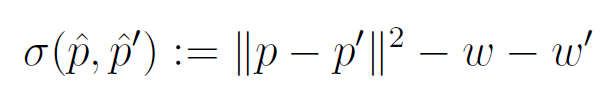 σ(p̂, p̂′) := ‖p − p′‖² − w − w′